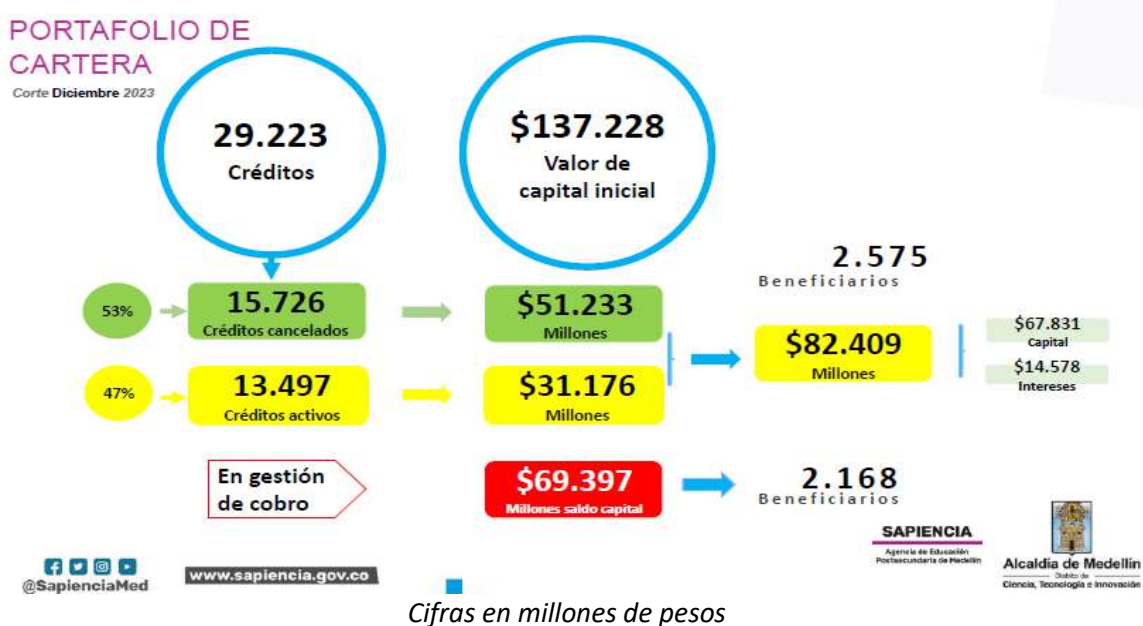 PORTAFOLIO DE
CARTERA
Corte Diciembre 2023
29.223
Créditos
$137.228
Valor de
capital inicial
2.575
Beneficiarios
53%
15.726
Créditos cancelados
$51.233
Millones
$82.409
Millones
$67.831
Capital
$14.578
Intereses
47%
13.497
Créditos activos
$31.176
Millones
En gestión
de cobro
$69.397
Millones saldo capital
2.168
Beneficiarios
SAPIENCIA
Agencia de Educación
Postsecundaria de Medellín
Alcaldía de Medellín
Distrito de
Ciencia, Tecnología e Innovación
@SapienciaMed
www.sapiencia.gov.co
Cifras en millones de pesos